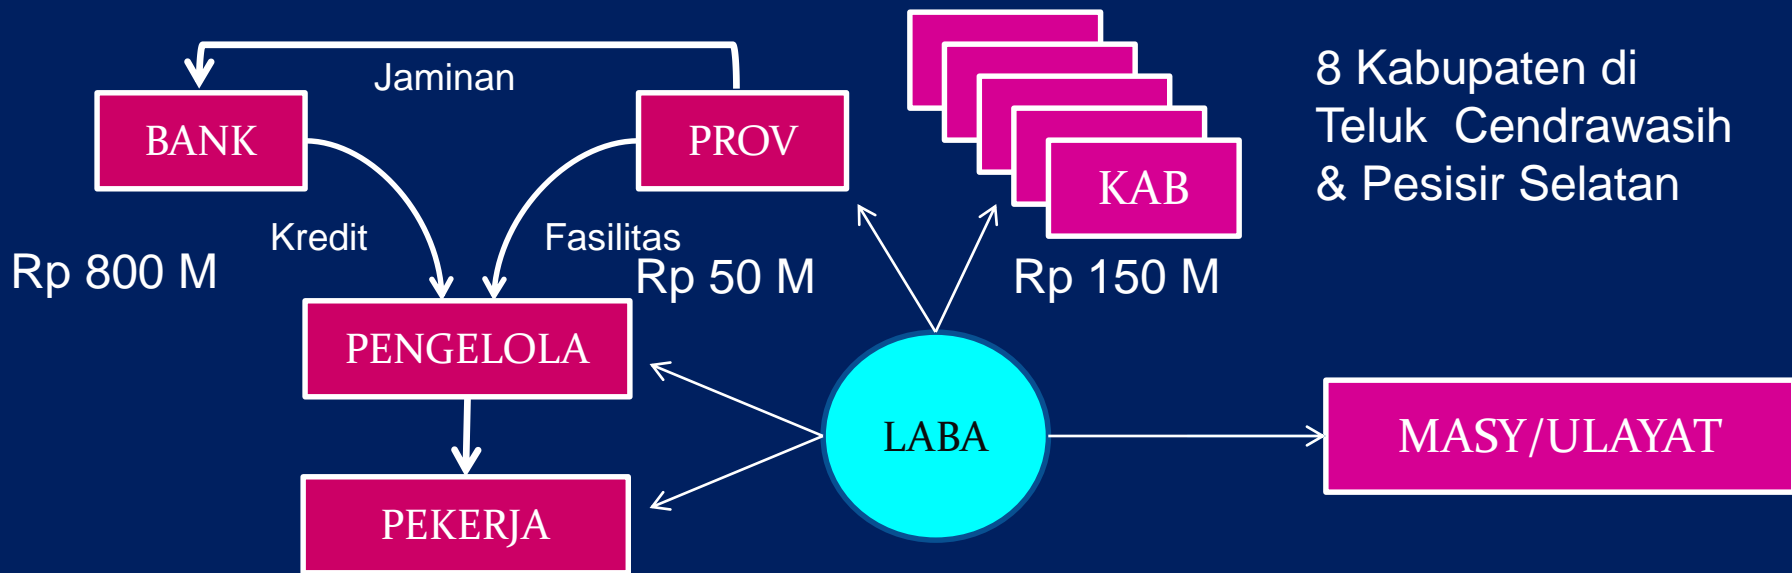 Jaminan
BANK
PROV
KAB
8 Kabupaten di
Teluk Cendrawasih
& Pesisir Selatan
Kredit
Fasilitas
Rp 800 M
Rp 50 M
Rp 150 M
PENGELOLA
LABA
MASY/ULAYAT
PEKERJA